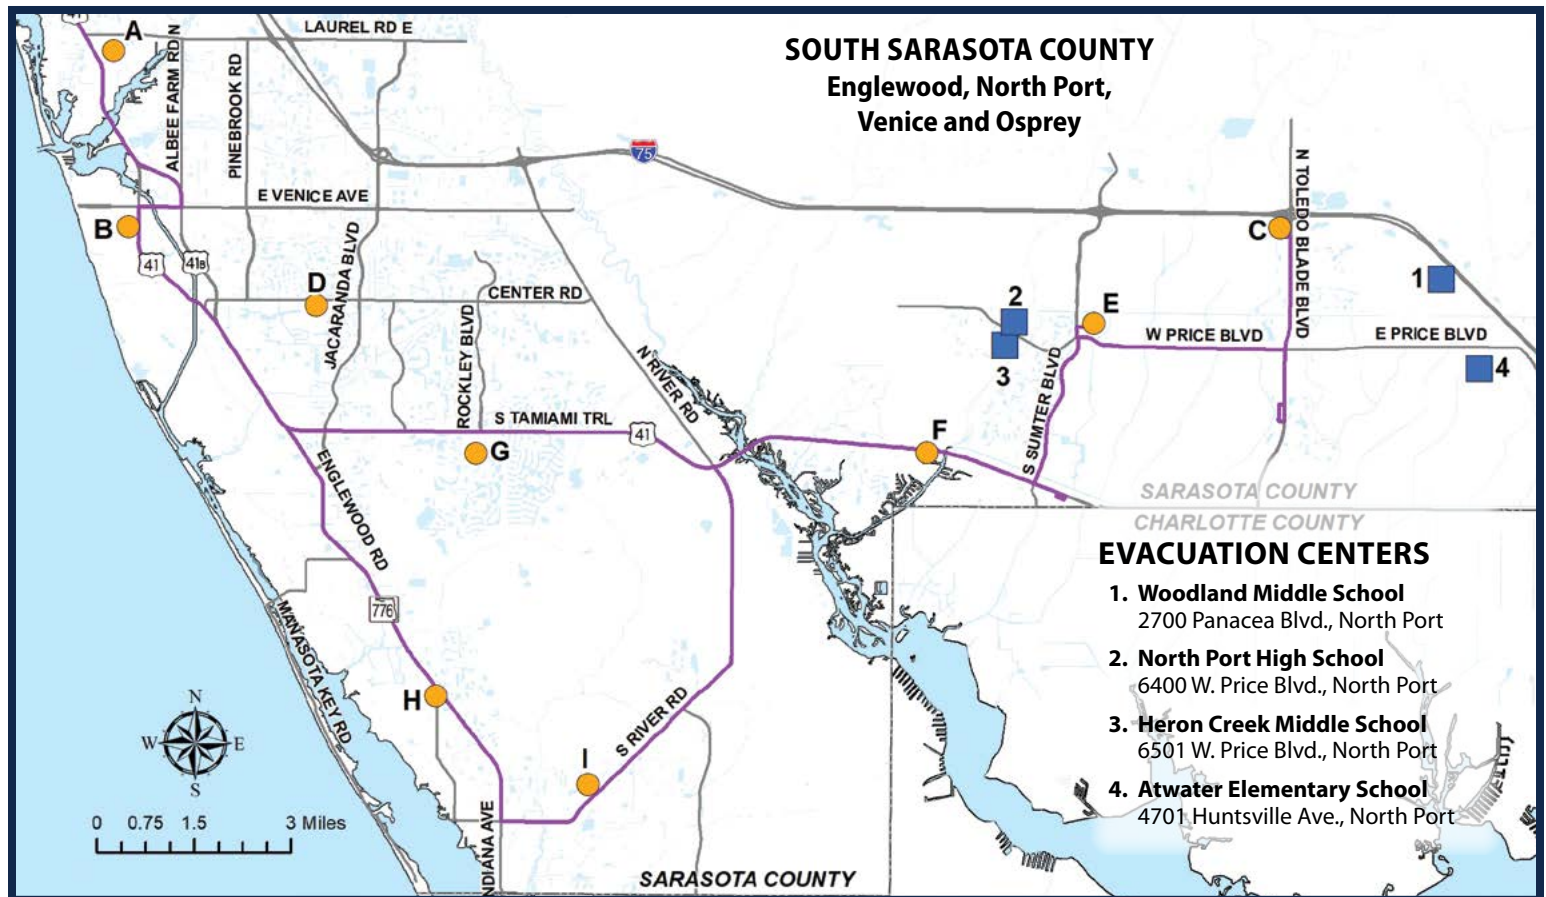 41
A
LAUREL RD E
ALBEE FARM RD N
PINEBROOK RD
SOUTH SARASOTA COUNTY
Englewood, North Port,
Venice and Osprey
75
E VENICE AVE
B
41
41B
C
N TOLEDO BLADE BLVD
1
D
JACARANDA BLVD
CENTER RD
ROCKLEY BLVD
N RIVER RD
2
3
E
W PRICE BLVD
E PRICE BLVD
4
S SUMTER BLVD
S TAMIAMI TRL
41
G
F
ENGLEWOOD RD
776
MANASOTA KEY RD
H
I
S RIVER RD
INDIANA AVE
SARASOTA COUNTY
CHARLOTTE COUNTY
EVACUATION CENTERS
1. Woodland Middle School
2700 Panacea Blvd., North Port
2. North Port High School
6400 W. Price Blvd., North Port
3. Heron Creek Middle School
6501 W. Price Blvd., North Port
4. Atwater Elementary School
4701 Huntsville Ave., North Port
N
W
E
S
0 0.75 1.5 3 Miles
SARASOTA COUNTY